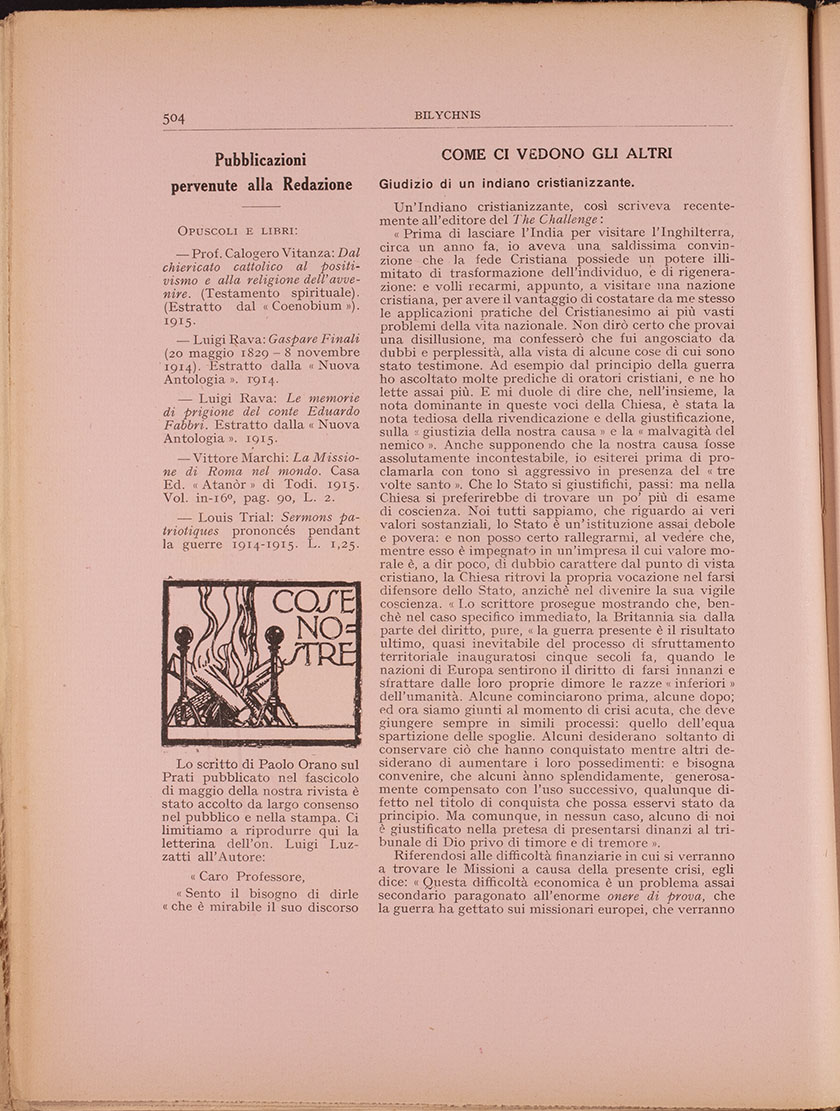 504
BILYCHNIS
Pubblicazioni
pervenute alla Redazione
OPUSCOLI E LIBRI:
— Prof. Calogero Vitanza: Dal
chiericato cattolico al positi-
vismo e alla religione dell'avve-
nire. (Testamento spirituale).
(Estratto dal « Coenobium »).
1915.
— Luigi Rava: Gaspare Finali
(20 maggio 1829 – 8 novembre
1914). Estratto dalla « Nuova
Antologia ». 1914.
— Luigi Rava: Le memorie
di prigione del conte Eduardo
Fabbri. Estratto dalla « Nuova
Antologia ». 1915.
— Vittore Marchi: La Missio-
ne di Roma nel mondo. Casa
Ed. « Atanòr » di Todi. 1915.
Vol. in-16º, pag. 90, L. 2.
— Louis Trial: Sermons pa-
triotiques prononcés pendant
la guerre 1914-1915. L. 1,25.
COSE
NO=
STRE
Lo scritto di Paolo Orano sul
Prati pubblicato nel fascicolo
di maggio della nostra rivista è
stato accolto da largo consenso
nel pubblico e nella stampa. Ci
limitiamo a riprodurre qui la
letterina dell'on. Luigi Luz-
zatti all'Autore:
« Caro Professore,
« Sento il bisogno di dirle
« che è mirabile il suo discorso
COME CI VEDONO GLI ALTRI
Giudizio di un indiano cristianizzante.
Un'Indiano cristianizzante, così scriveva recente-
mente all'editore del The Challenge:
« Prima di lasciare l'India per visitare l'Inghilterra,
circa un anno fa, io aveva una saldissima convin-
zione che la fede Cristiana possiede un potere illi-
mitato di trasformazione dell'individuo, e di rigenera-
zione: e volli recarmi, appunto, a visitare una nazione
cristiana, per avere il vantaggio di costatare da me stesso
le applicazioni pratiche del Cristianesimo ai più vasti
problemi della vita nazionale. Non dirò certo che provai
una disillusione, ma confesserò che fui angosciato da
dubbi e perplessità, alla vista di alcune cose di cui sono
stato testimone. Ad esempio dal principio della guerra
ho ascoltato molte prediche di oratori cristiani, e ne ho
lette assai più. E mi duole di dire che, nell'insieme, la
nota dominante in queste voci della Chiesa, è stata la
nota tediosa della rivendicazione e della giustificazione,
sulla « giustizia della nostra causa » e la « malvagità del
nemico ». Anche supponendo che la nostra causa fosse
assolutamente incontestabile, io esiterei prima di pro-
clamarla con tono sì aggressivo in presenza del « tre
volte santo ». Che lo Stato si giustifichi, passi: ma nella
Chiesa si preferirebbe di trovare un po' più di esame
di coscienza. Noi tutti sappiamo, che riguardo ai veri
valori sostanziali, lo Stato è un'istituzione assai debole
e povera: e non posso certo rallegrarmi, al vedere che,
mentre esso è impegnato in un'impresa il cui valore mo-
rale è, a dir poco, di dubbio carattere dal punto di vista
cristiano, la Chiesa ritrovi la propria vocazione nel farsi
difensore dello Stato, anzichè nel divenire la sua vigile
coscienza. « Lo scrittore prosegue mostrando che, ben-
chè nel caso specifico immediato, la Britannia sia dalla
parte del diritto, pure, « la guerra presente è il risultato
ultimo, quasi inevitabile del processo di sfruttamento
territoriale inauguratosi cinque secoli fa, quando le
nazioni di Europa sentirono il diritto di farsi innanzi e
sfrattare dalle loro proprie dimore le razze « inferiori »
dell'umanità. Alcune cominciarono prima, alcune dopo;
ed ora siamo giunti al momento di crisi acuta, che deve
giungere sempre in simili processi: quello dell'equa
spartizione delle spoglie. Alcuni desiderano soltanto di
conservare ciò che hanno conquistato mentre altri de-
siderano di aumentare i loro possedimenti: e bisogna
convenire, che alcuni ànno splendidamente, generosa-
mente compensato con l'uso successivo, qualunque di-
fetto nel titolo di conquista che possa esservi stato da
principio. Ma comunque, in nessun caso, alcuno di noi
è giustificato nella pretesa di presentarsi dinanzi al tri-
bunale di Dio privo di timore e di tremore ».
Riferendosi alle difficoltà finanziarie in cui si verranno
a trovare le Missioni a causa della presente crisi, egli
dice: « Questa difficoltà economica è un problema assai
secondario paragonato all'enorme onere di prova, che
la guerra ha gettato sui missionari europei, che verranno